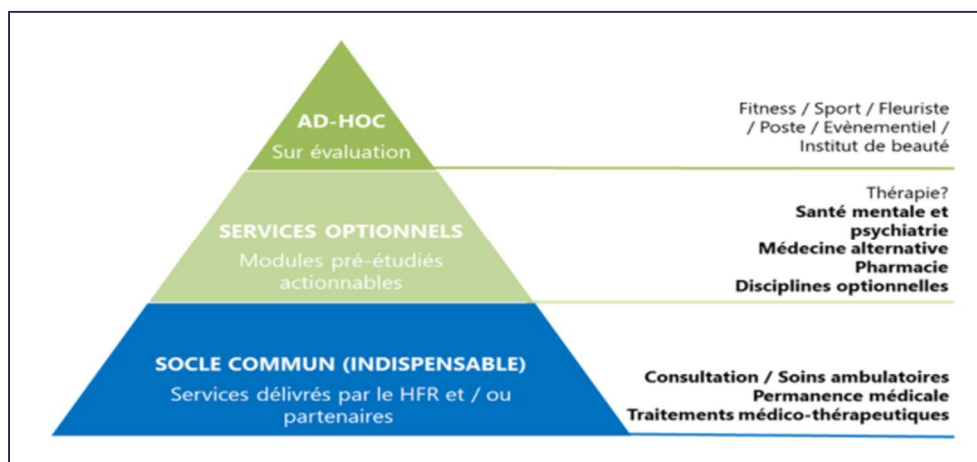 AD-HOC
Sur évaluation
Fitness / Sport / Fleuriste
/ Poste / Evènementiel /
Institut de beauté
SERVICES OPTIONNELS
Modules pré-étudiés
actionnables
Thérapie?
Santé mentale et
psychiatrie
Médecine alternative
Pharmacie
Disciplines optionnelles
SOCLE COMMUN (INDISPENSABLE)
Services délivrés par le HFR et / ou
partenaires
Consultation / Soins ambulatoires
Permanence médicale
Traitements médico-thérapeutiques